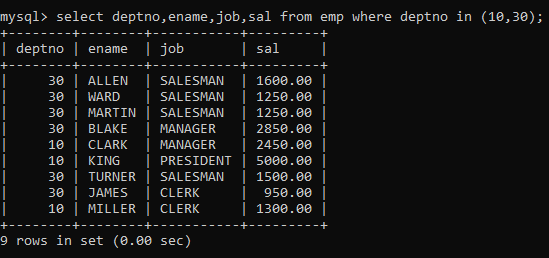 mysql> select deptno,ename,job,sal from emp where deptno in (10,30);
+--------+--------+-----------+---------+
| deptno | ename  | job       | sal     |
+--------+--------+-----------+---------+
|     30 | ALLEN  | SALESMAN  | 1600.00 |
|     30 | WARD   | SALESMAN  | 1250.00 |
|     30 | MARTIN | SALESMAN  | 1250.00 |
|     30 | BLAKE  | MANAGER   | 2850.00 |
|     10 | CLARK  | MANAGER   | 2450.00 |
|     10 | KING   | PRESIDENT | 5000.00 |
|     30 | TURNER | SALESMAN  | 1500.00 |
|     30 | JAMES  | CLERK     |  950.00 |
|     10 | MILLER | CLERK     | 1300.00 |
+--------+--------+-----------+---------+
9 rows in set (0.00 sec)